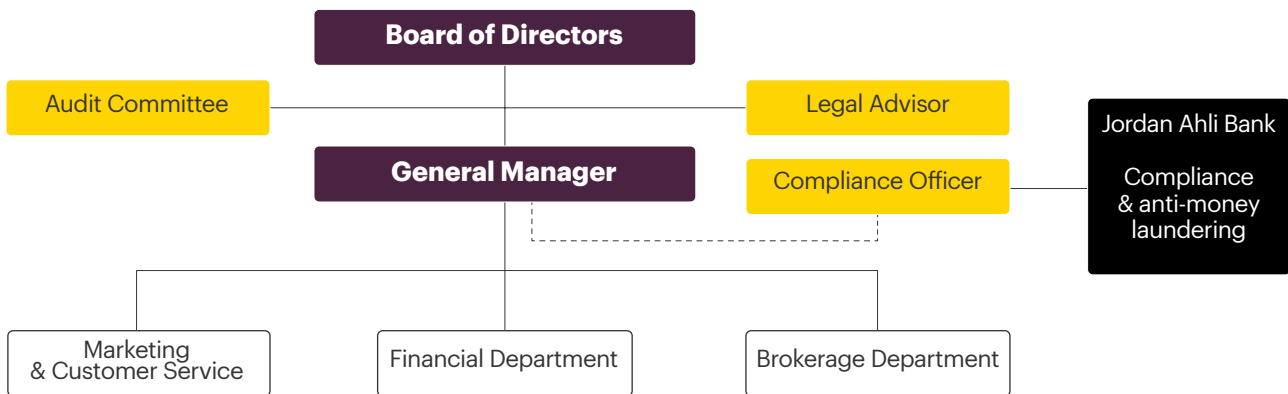 Board of Directors
Audit Committee
Legal Advisor
General Manager
Compliance Officer
Jordan Ahli Bank
Compliance
& anti-money
laundering
Marketing
& Customer Service
Financial Department
Brokerage Department